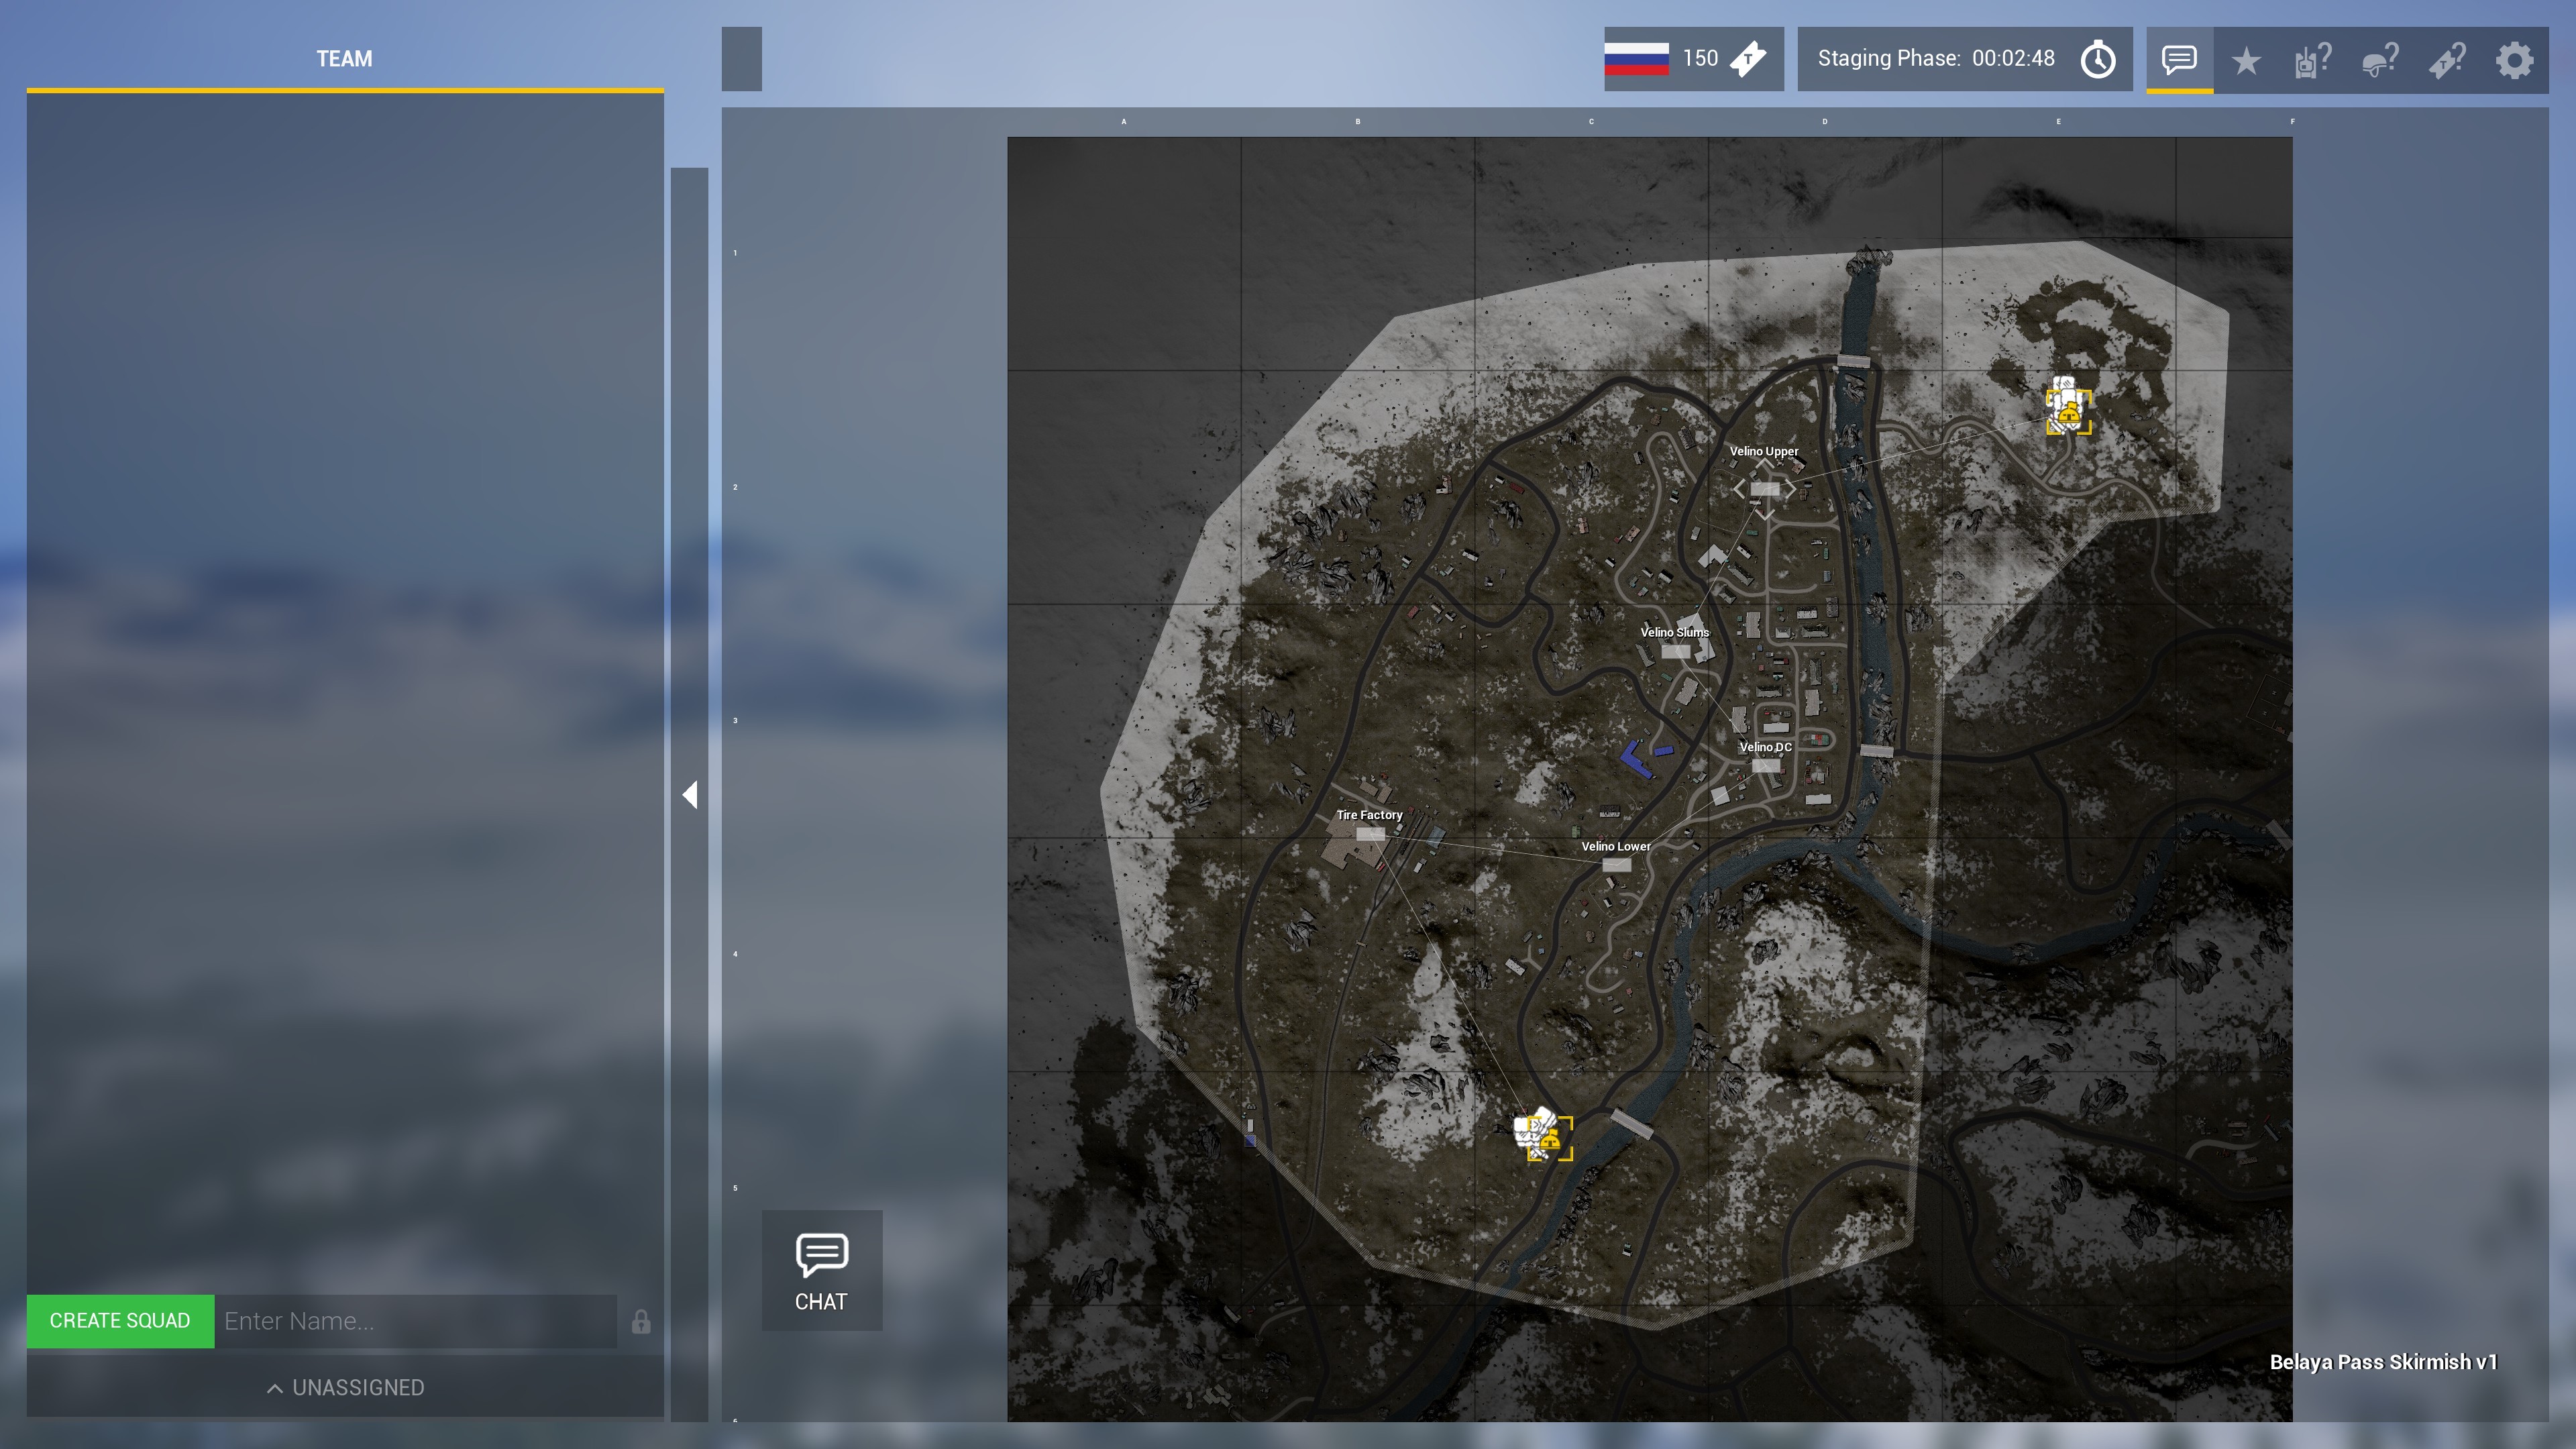 TEAM
150
T
Staging Phase: 00:02:48
?
?
T?
A
B
C
D
E
F
1
Velino Upper
2
Velino Slums
3
Velino DC
Tire Factory
Velino Lower
4
5
CHAT
CREATE SQUAD
Enter Name...
Belaya Pass Skirmish v1
UNASSIGNED
6